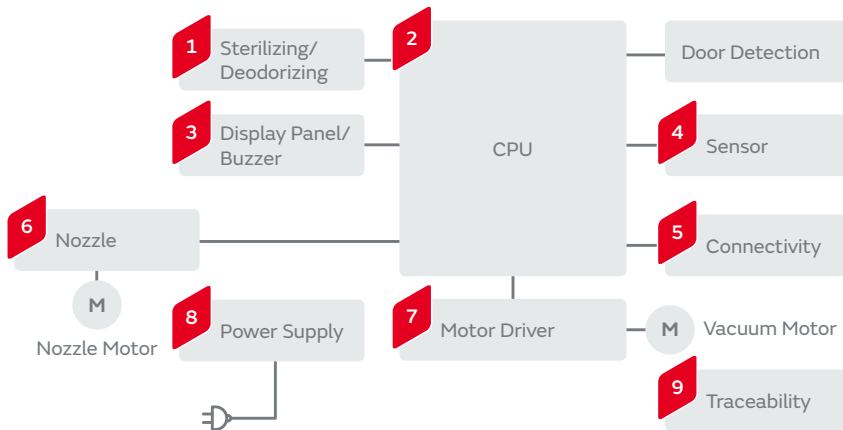 1
Sterilizing/
Deodorizing
2
CPU
Door Detection
3
Display Panel/
Buzzer
4
Sensor
6
Nozzle
5
Connectivity
M
Nozzle Motor
8
Power Supply
7
Motor Driver
M
Vacuum Motor
9
Traceability